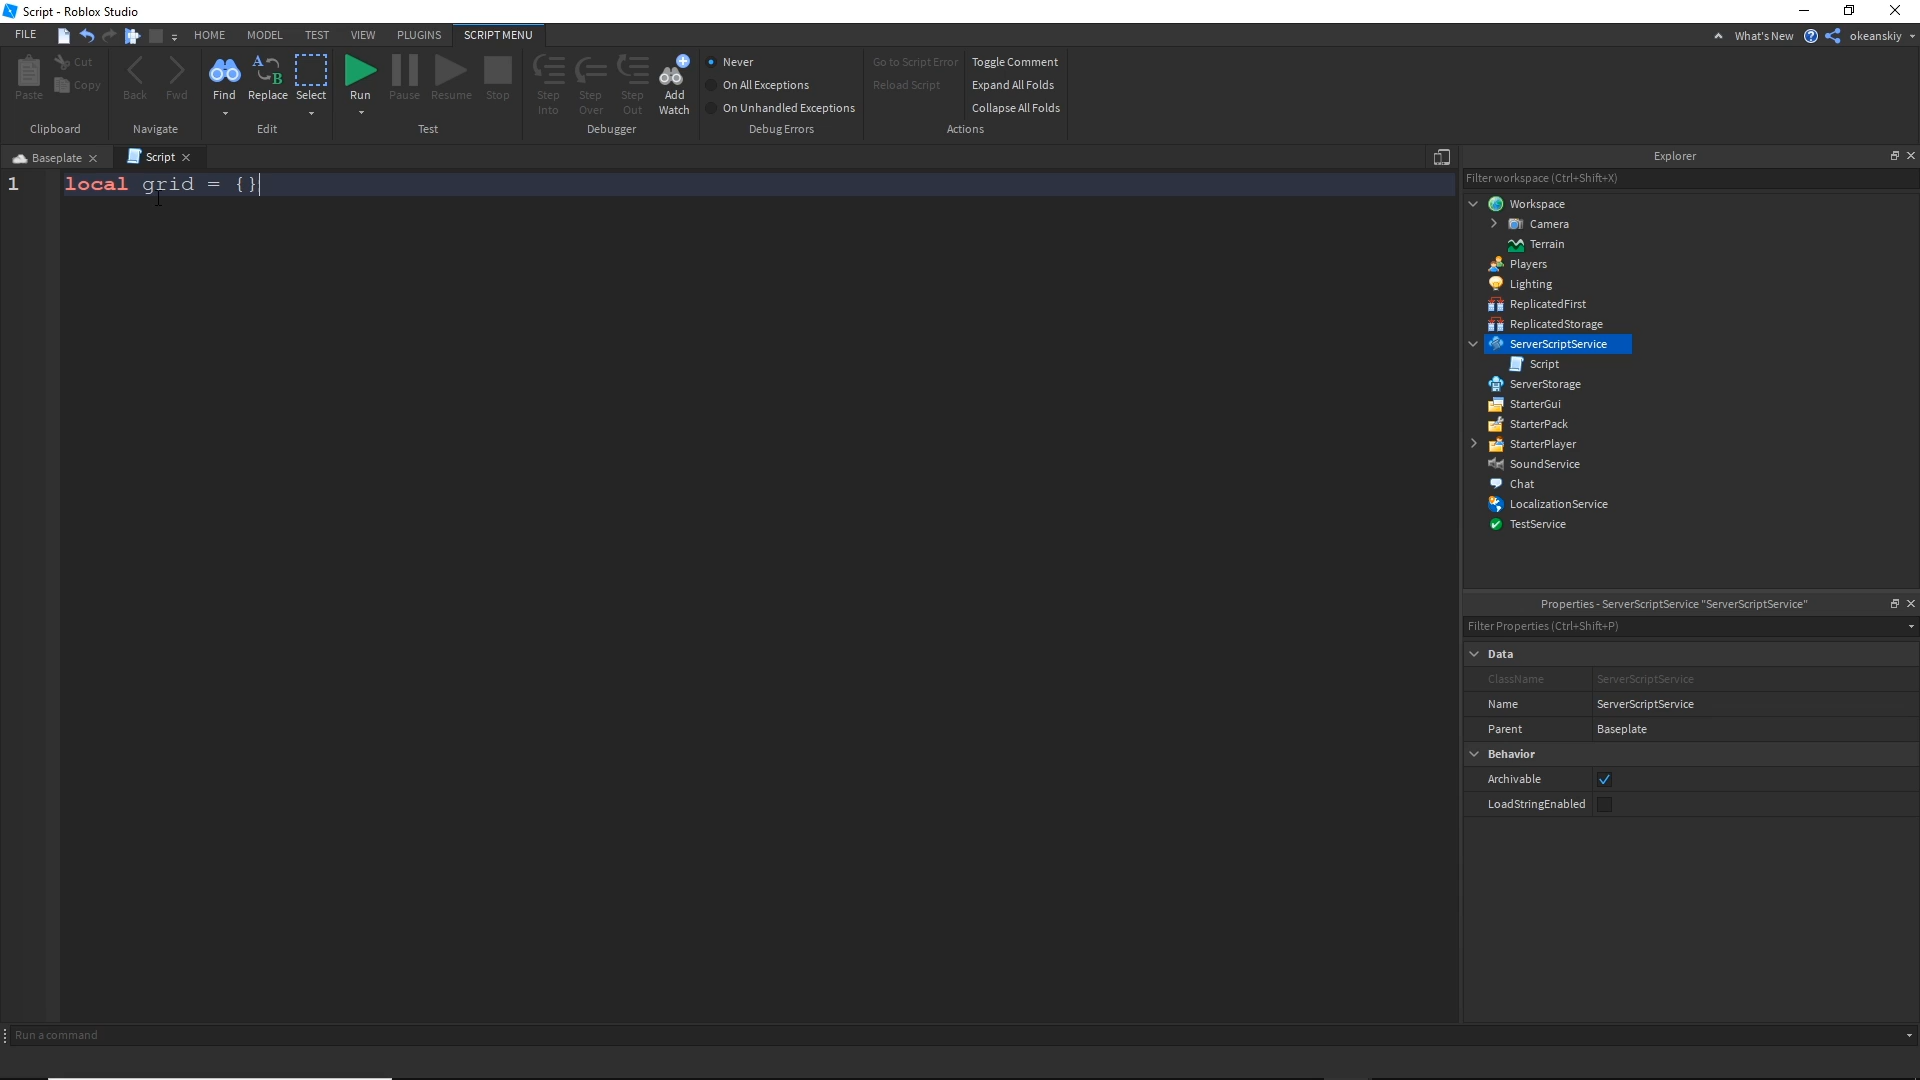 Script - Roblox Studio
FILE HOME MODEL TEST VIEW PLUGINS SCRIPT MENU What's New okeanskiy
Paste Cut Copy
Clipboard
Back Fwd
Navigate
Find Replace Select
Edit
Run Pause Resume Stop
Test
Step Into Step Over Step Out Add Watch
Debugger
Never
On All Exceptions
On Unhandled Exceptions
Debug Errors
Go to Script Error Toggle Comment
Reload Script Expand All Folds
Collapse All Folds
Actions
Baseplate Script
1 local grid = {}
Explorer
Filter workspace (Ctrl+Shift+X)
Workspace
Camera
Terrain
Players
Lighting
ReplicatedFirst
ReplicatedStorage
ServerScriptService
Script
ServerStorage
StarterGui
StarterPack
StarterPlayer
SoundService
Chat
LocalizationService
TestService
Properties - ServerScriptService "ServerScriptService"
Filter Properties (Ctrl+Shift+P)
Data
ClassName ServerScriptService
Name ServerScriptService
Parent Baseplate
Behavior
Archivable
LoadStringEnabled
Run a command